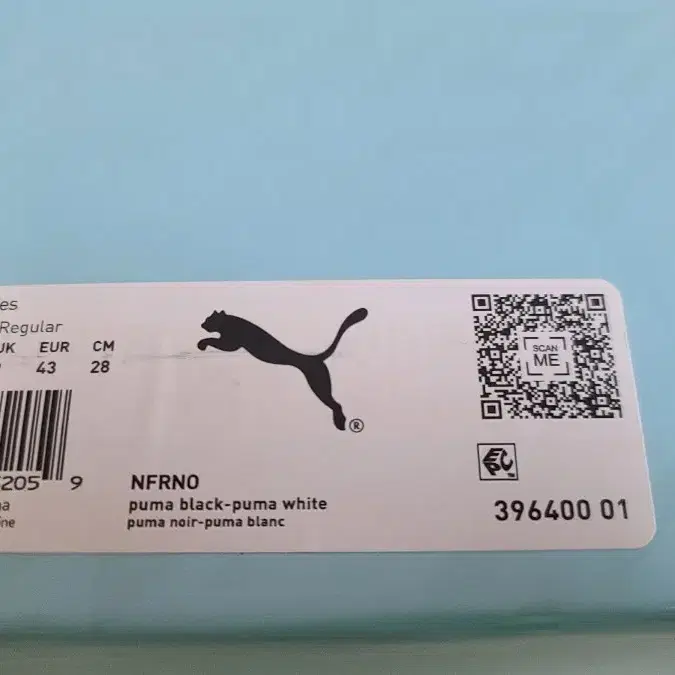 es
Regular
UK EUR CM
43 28
®
SCAN
ME
EPC™
205 9
NFRNO
puma black-puma white
puma noir-puma blanc
396400 01